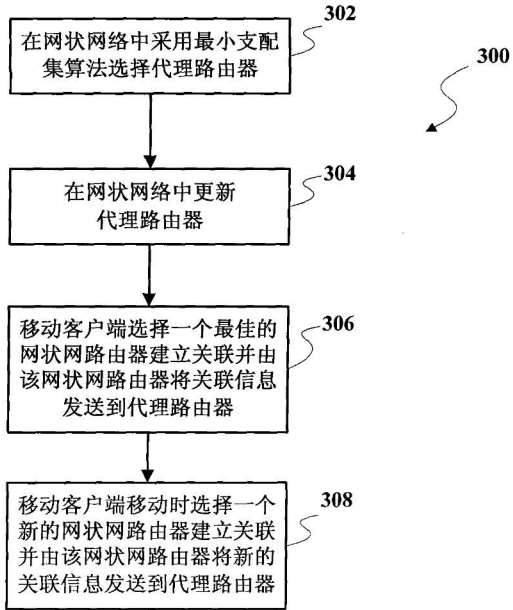 302
在网状网络中采用最小支配
集算法选择代理路由器
300
304
在网状网络中更新
代理路由器
306
移动客户端选择一个最佳的
网状网路由器建立关联并由
该网状网路由器将关联信息
发送到代理路由器
308
移动客户端移动时选择一个
新的网状网路由器建立关联
并由该网状网路由器将新的
关联信息发送到代理路由器